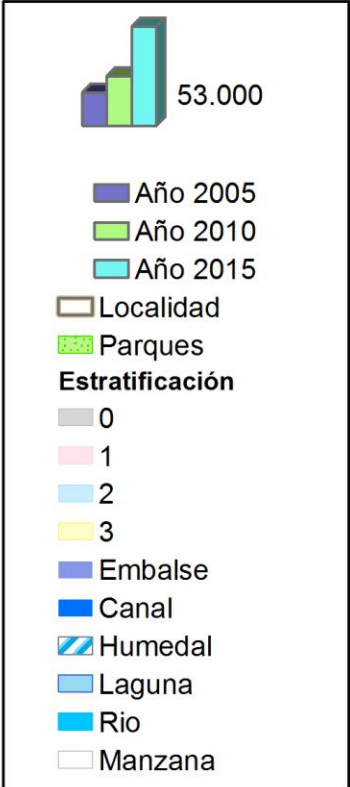 53.000
Año 2005
Año 2010
Año 2015
Localidad
Parques
Estratificación
0
1
2
3
Embalse
Canal
Humedal
Laguna
Rio
Manzana